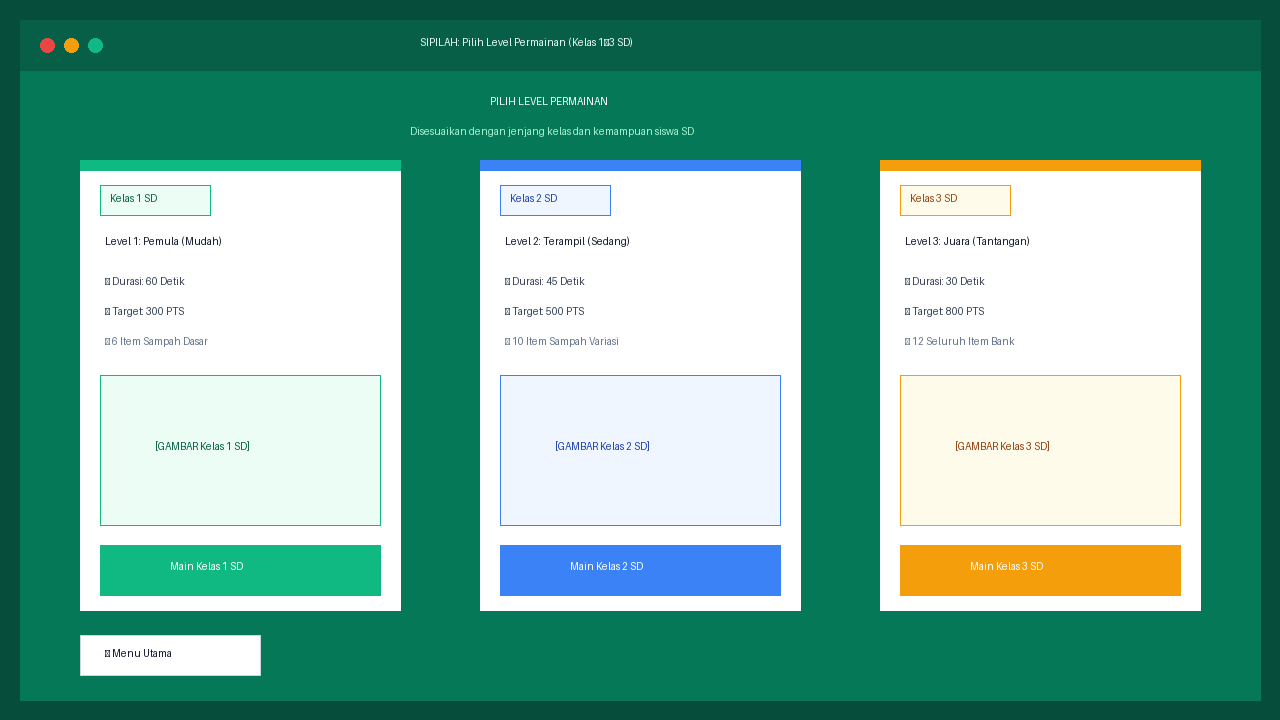 SIPILAH: Pilih Level Permainan (Kelas 1☒3 SD)
PILIH LEVEL PERMAINAN
Disesuaikan dengan jenjang kelas dan kemampuan siswa SD
Kelas 1 SD
Level 1: Pemula (Mudah)
☒ Durasi: 60 Detik
☒ Target: 300 PTS
☒ 6 Item Sampah Dasar
[GAMBAR Kelas 1 SD]
Main Kelas 1 SD
Kelas 2 SD
Level 2: Terampil (Sedang)
☒ Durasi: 45 Detik
☒ Target: 500 PTS
☒ 10 Item Sampah Variasi
[GAMBAR Kelas 2 SD]
Main Kelas 2 SD
Kelas 3 SD
Level 3: Juara (Tantangan)
☒ Durasi: 30 Detik
☒ Target: 800 PTS
☒ 12 Seluruh Item Bank
[GAMBAR Kelas 3 SD]
Main Kelas 3 SD
☒ Menu Utama